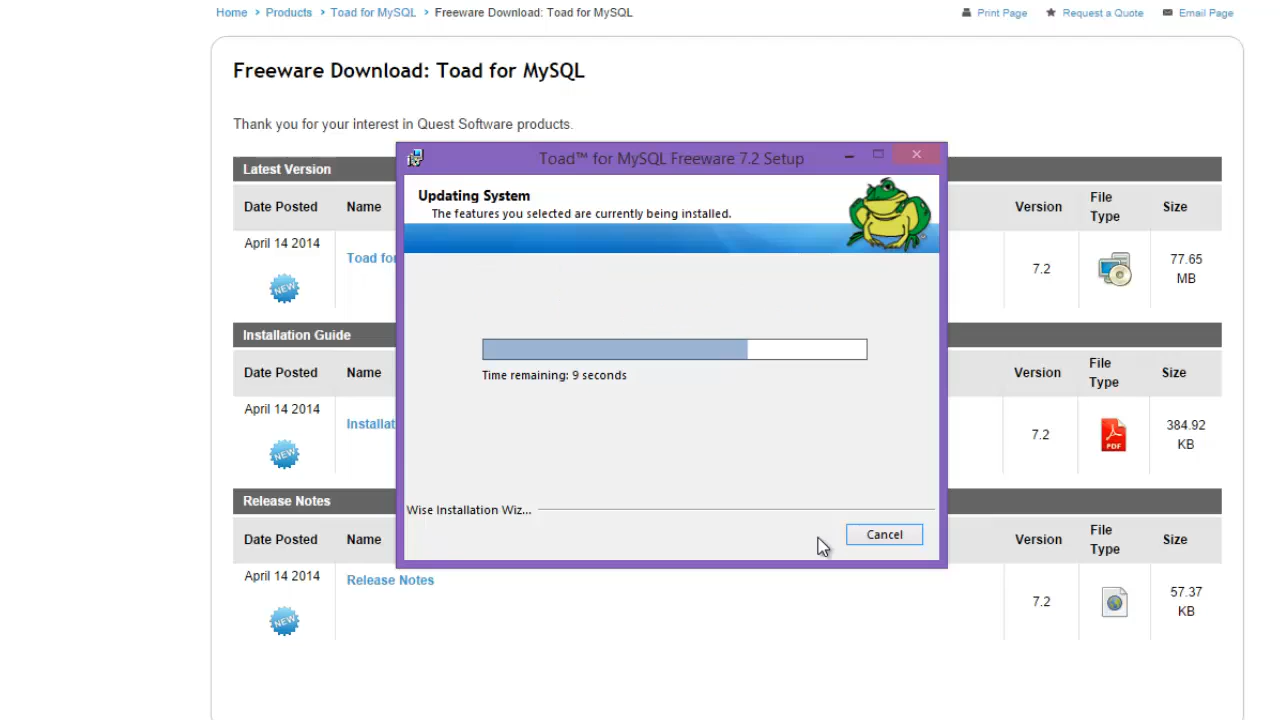 Home > Products > Toad for MySQL > Freeware Download: Toad for MySQL
Print Page Request a Quote Email Page
Freeware Download: Toad for MySQL
Thank you for your interest in Quest Software products.
Latest Version
Date Posted Name Version File Type Size
April 14 2014 Toad for 7.2 77.65 MB
NEW
Installation Guide
Date Posted Name Version File Type Size
April 14 2014 Installat 7.2 384.92 KB
NEW
PDF
Release Notes
Date Posted Name Version File Type Size
April 14 2014 Release Notes 7.2 57.37 KB
NEW
Toad™ for MySQL Freeware 7.2 Setup
Updating System
The features you selected are currently being installed.
Time remaining: 9 seconds
Wise Installation Wiz...
Cancel